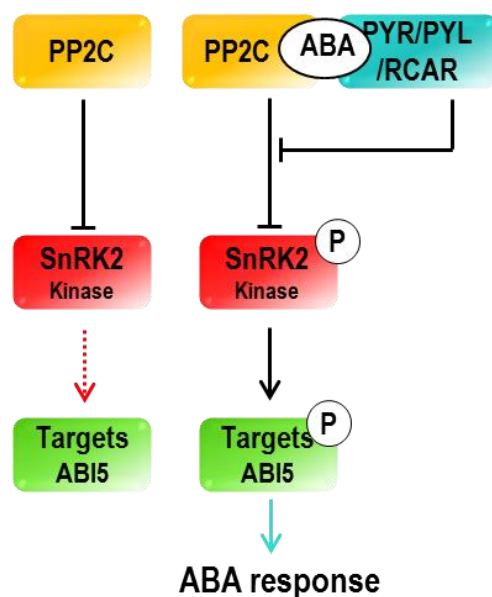 PP2C
PP2C
ABA
PYR/PYL
/RCAR
SnRK2
Kinase
SnRK2
Kinase
P
Targets
ABI5
Targets
ABI5
P
ABA response